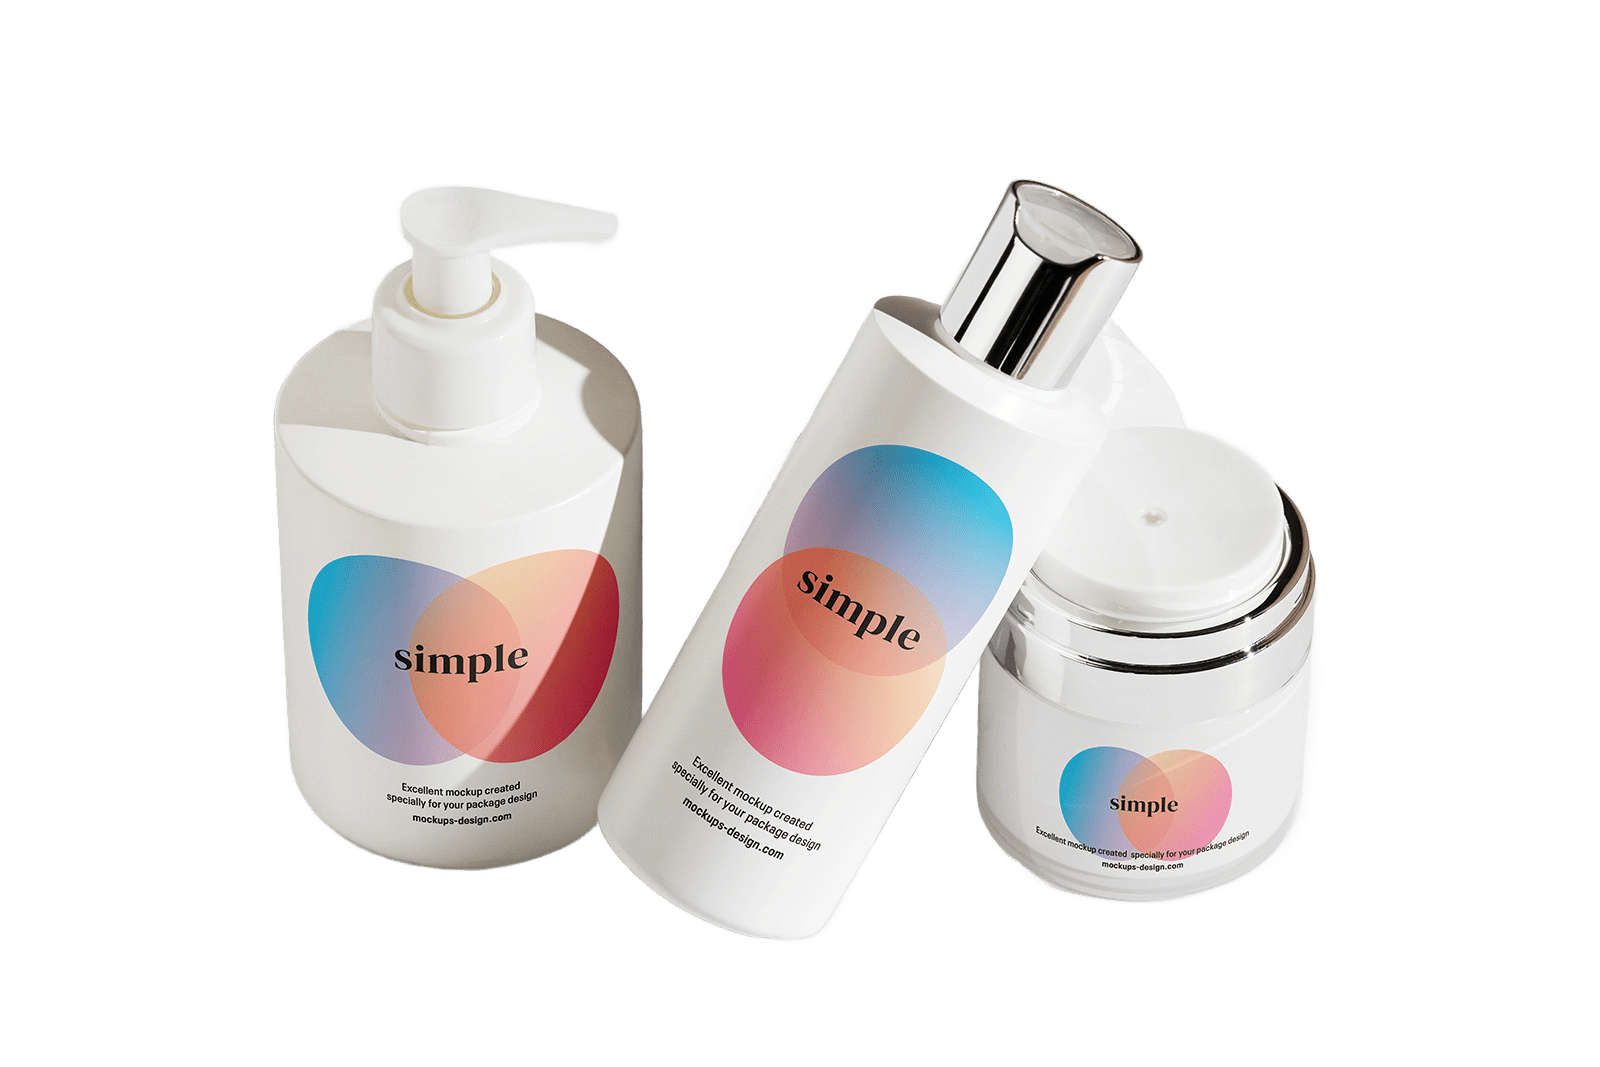 simple
Excellent mockup created
specially for your package design
mockups-design.com
simple
Excellent mockup created
specially for your package design
mockups-design.com
simple
Excellent mockup created  specially for your package design
mockups-design.com